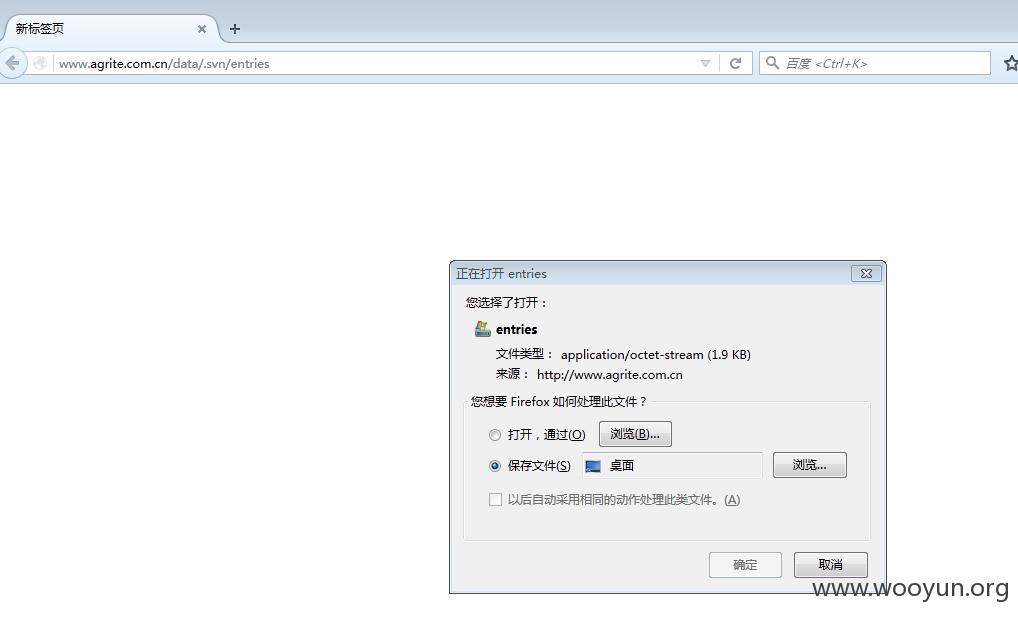 新标签页
www.agrite.com.cn/data/.svn/entries
百度 <Ctrl+K>
正在打开 entries
您选择了打开：
entries
文件类型： application/octet-stream (1.9 KB)
来源： http://www.agrite.com.cn
您想要 Firefox 如何处理此文件？
打开，通过(O) 浏览(B)...
保存文件(S) 桌面 浏览...
以后自动采用相同的动作处理此类文件。(A)
确定 取消
www.wooyun.org